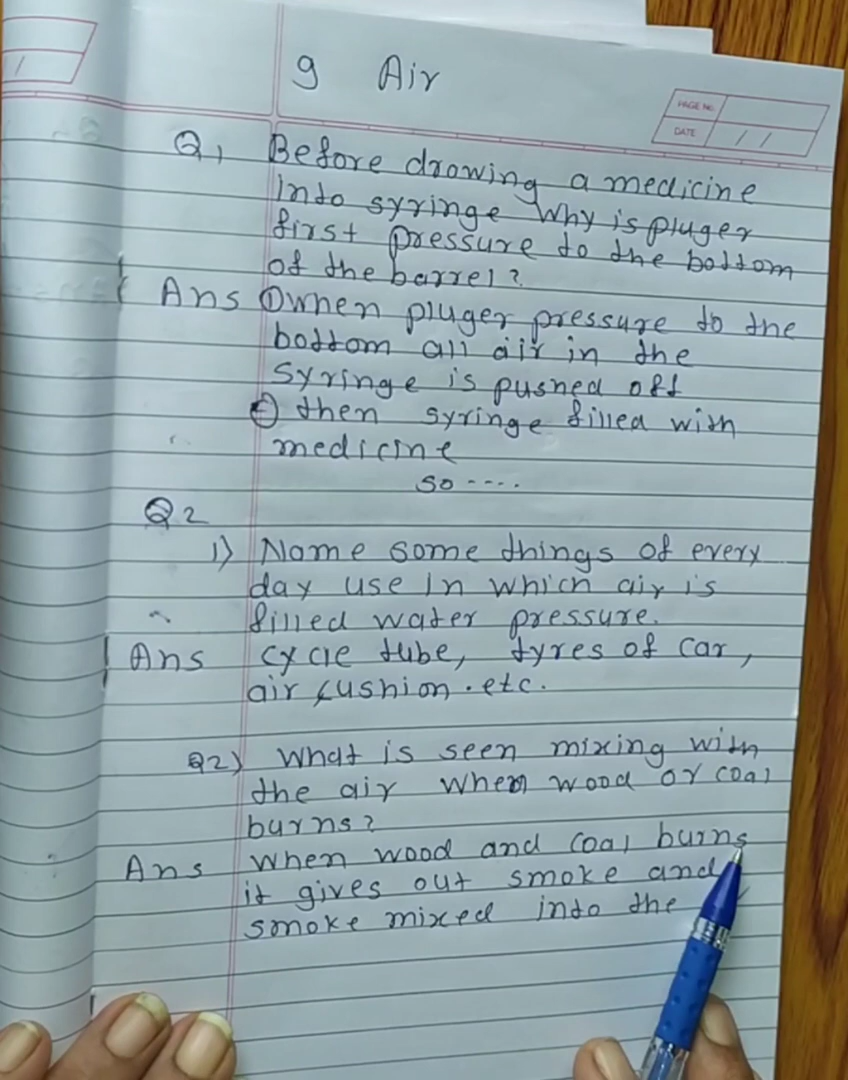 9 Air
PAGE No.
DATE / /
Q1 Before drowing a medicine
into syringe why is pluger
first pressure to the bottom
of the barrel?
Ans ① when pluger pressure to the
bottom all air in the
syringe is pushed off
② then syringe filled with
medicine
so ----.
Q2
1) Name some things of every
day use in which air is
filled water pressure.
Ans cycle tube, tyres of car,
air cushion. etc.
Q2) What is seen mixing with
the air when wood or coal
burns?
Ans when wood and coal burns
it gives out smoke and
smoke mixed into the